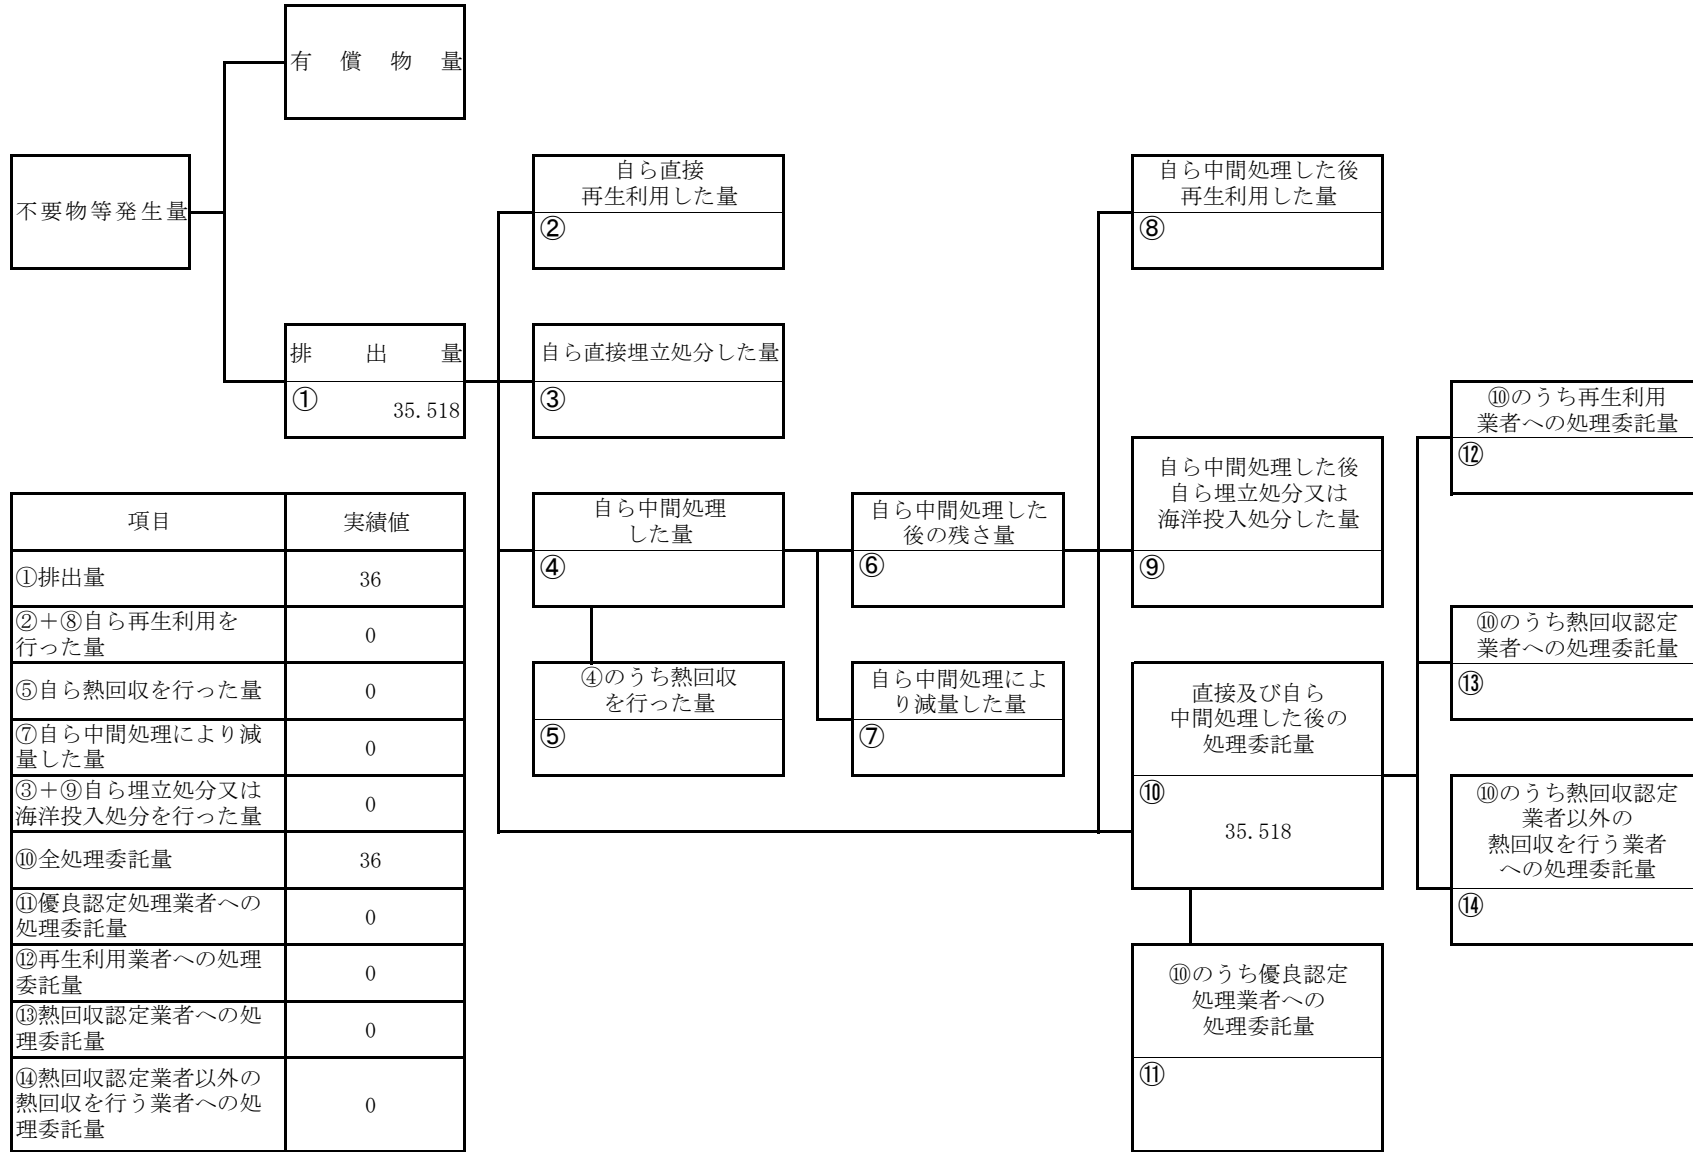 有償物量
不要物等発生量
自ら直接
再生利用した量
②
自ら中間処理した後
再生利用した量
⑧
排出量
①
35.518
自ら直接埋立処分した量
③
⑩のうち再生利用
業者への処理委託量
⑫
自ら中間処理した後
自ら埋立処分又は
海洋投入処分した量
⑨
自ら中間処理
した量
④
自ら中間処理した
後の残さ量
⑥
⑩のうち熱回収認定
業者への処理委託量
⑬
④のうち熱回収
を行った量
⑤
自ら中間処理によ
り減量した量
⑦
直接及び自ら
中間処理した後の
処理委託量
⑩
35.518
⑩のうち熱回収認定
業者以外の
熱回収を行う業者
への処理委託量
⑭
⑩のうち優良認定
処理業者への
処理委託量
⑪
項目 実績値
①排出量 36
②＋⑧自ら再生利用を
行った量 0
⑤自ら熱回収を行った量 0
⑦自ら中間処理により減
量した量 0
③＋⑨自ら埋立処分又は
海洋投入処分を行った量 0
⑩全処理委託量 36
⑪優良認定処理業者への
処理委託量 0
⑫再生利用業者への処理
委託量 0
⑬熱回収認定業者への処
理委託量 0
⑭熱回収認定業者以外の
熱回収を行う業者への処 0
理委託量